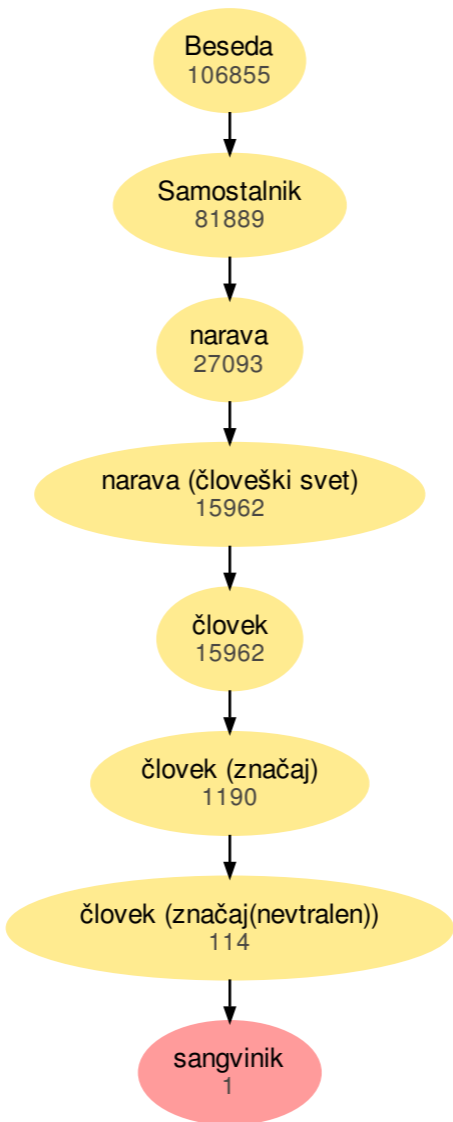 Beseda
106855
Samostalnik
81889
narava
27093
narava (človeški svet)
15962
človek
15962
človek (značaj)
1190
človek (značaj(nevtralen))
114
sangvinik
1